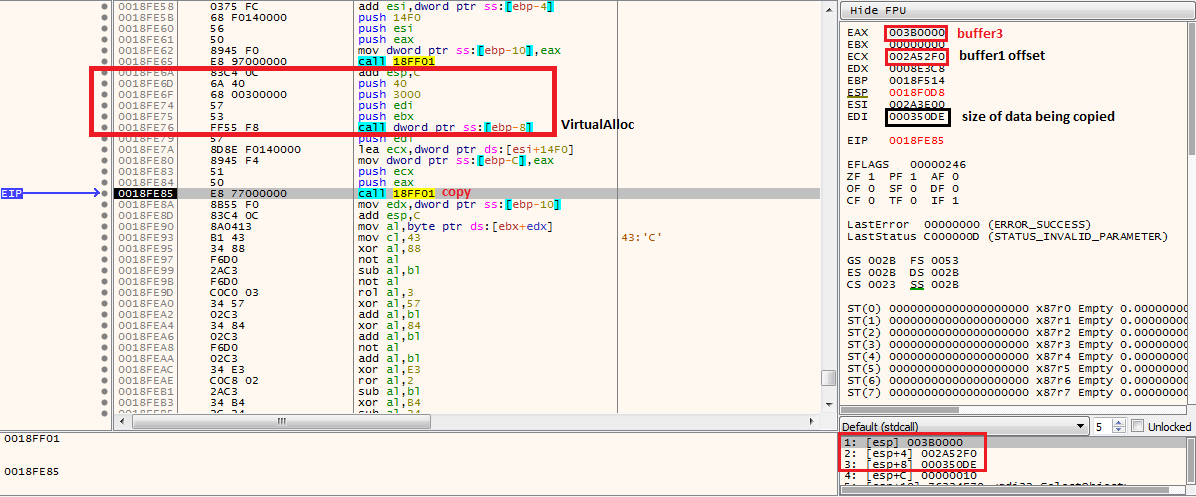 0018FE58 0375 FC add esi,dword ptr ss:[ebp-4]
0018FE5B 68 F0140000 push 14F0
0018FE60 56 push esi
0018FE61 50 push eax
0018FE62 8945 F0 mov dword ptr ss:[ebp-10],eax
0018FE65 E8 97000000 call 18FF01
0018FE6A 83C4 0C add esp,C
0018FE6D 6A 40 push 40
0018FE6F 68 00300000 push 3000
0018FE74 57 push edi
0018FE75 53 push ebx
0018FE76 FF55 F8 call dword ptr ss:[ebp-8] VirtualAlloc
0018FE79 57 push edi
0018FE7A 8D8E F0140000 lea ecx,dword ptr ds:[esi+14F0]
0018FE80 8945 F4 mov dword ptr ss:[ebp-C],eax
0018FE83 51 push ecx
0018FE84 50 push eax
EIP 0018FE85 E8 77000000 call 18FF01 copy
0018FE8A 8B55 F0 mov edx,dword ptr ss:[ebp-10]
0018FE8D 83C4 0C add esp,C
0018FE90 8A0413 mov al,byte ptr ds:[ebx+edx]
0018FE93 B1 43 mov cl,43 43:'C'
0018FE95 34 88 xor al,88
0018FE97 F6D0 not al
0018FE99 2AC3 sub al,bl
0018FE9B F6D0 not al
0018FE9D C0C0 03 rol al,3
0018FEA0 34 57 xor al,57
0018FEA2 02C3 add al,bl
0018FEA4 34 84 xor al,84
0018FEA6 02C3 add al,bl
0018FEA8 F6D0 not al
0018FEAA 02C3 add al,bl
0018FEAC 34 E3 xor al,E3
0018FEAE C0C8 02 ror al,2
0018FEB1 2AC3 sub al,bl
0018FEB3 34 B4 xor al,B4
0018FF01
0018FE85
Hide FPU
EAX 003B0000 buffer3
EBX 00000000
ECX 002A52F0 buffer1 offset
EDX 0008E3C8
EBP 0018F514
ESP 0018F0D8
ESI 002A3E00
EDI 000350DE size of data being copied
EIP 0018FE85
EFLAGS 00000246
ZF 1 PF 1 AF 0
OF 0 SF 0 DF 0
CF 0 TF 0 IF 1
LastError 00000000 (ERROR_SUCCESS)
LastStatus C000000D (STATUS_INVALID_PARAMETER)
GS 002B FS 0053
ES 002B DS 002B
CS 0023 SS 002B
ST(0) 00000000000000000000 x87r0 Empty 0.00000000
ST(1) 00000000000000000000 x87r1 Empty 0.00000000
ST(2) 00000000000000000000 x87r2 Empty 0.00000000
ST(3) 00000000000000000000 x87r3 Empty 0.00000000
ST(4) 00000000000000000000 x87r4 Empty 0.00000000
ST(5) 00000000000000000000 x87r5 Empty 0.00000000
ST(6) 00000000000000000000 x87r6 Empty 0.00000000
ST(7) 00000000000000000000 x87r7 Empty 0.00000000
Default (stdcall) 5 Unlocked
1: [esp] 003B0000
2: [esp+4] 002A52F0
3: [esp+8] 000350DE
4: [esp+C] 00000010